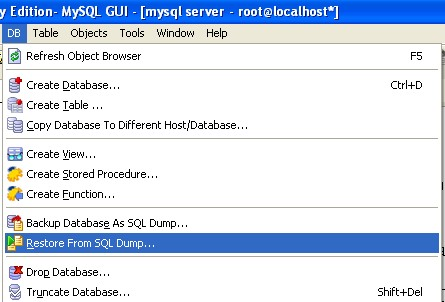 y Edition- MySQL GUI - [mysql server - root@localhost*]
DB Table Objects Tools Window Help
Refresh Object Browser F5
Create Database... Ctrl+D
Create Table ...
Copy Database To Different Host/Database...
Create View...
Create Stored Procedure...
Create Function...
Backup Database As SQL Dump...
Restore From SQL Dump...
Drop Database...
Truncate Database... Shift+Del